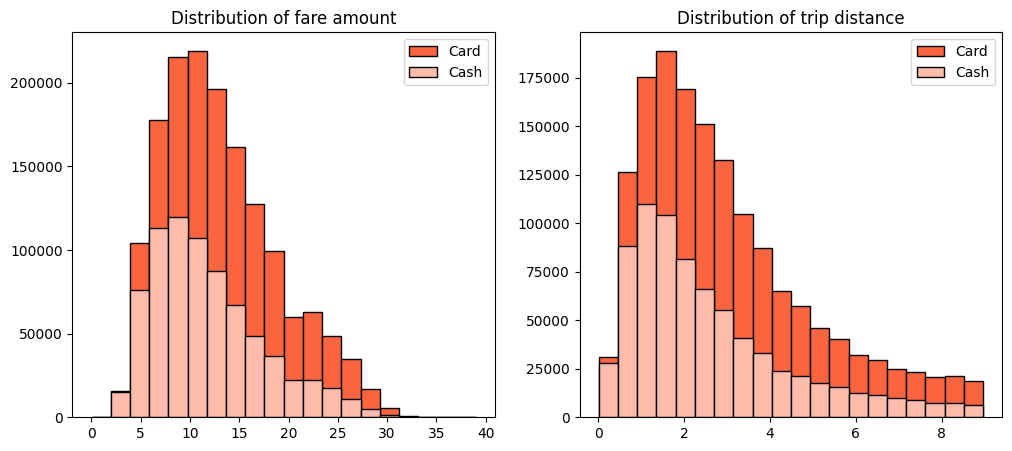 Distribution of fare amount
Card
Cash
200000
150000
100000
50000
0
0 5 10 15 20 25 30 35 40
Distribution of trip distance
Card
Cash
175000
150000
125000
100000
75000
50000
25000
0
0 2 4 6 8